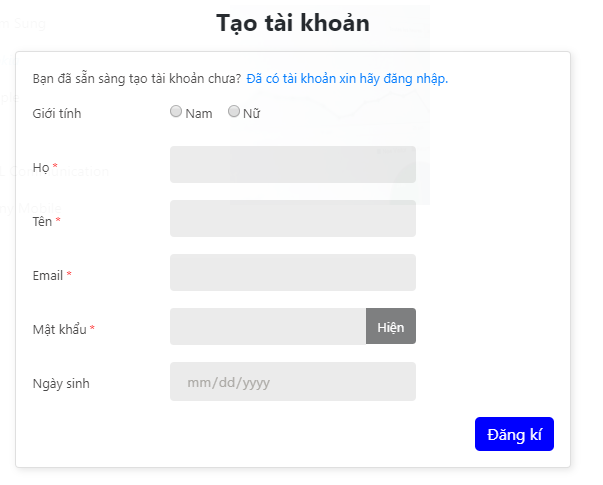 Tạo tài khoản
Bạn đã sẵn sàng tạo tài khoản chưa? Đã có tài khoản xin hãy đăng nhập.
Giới tính Nam Nữ
Họ *
Tên *
Email *
Mật khẩu * Hiện
Ngày sinh mm/dd/yyyy
Đăng kí